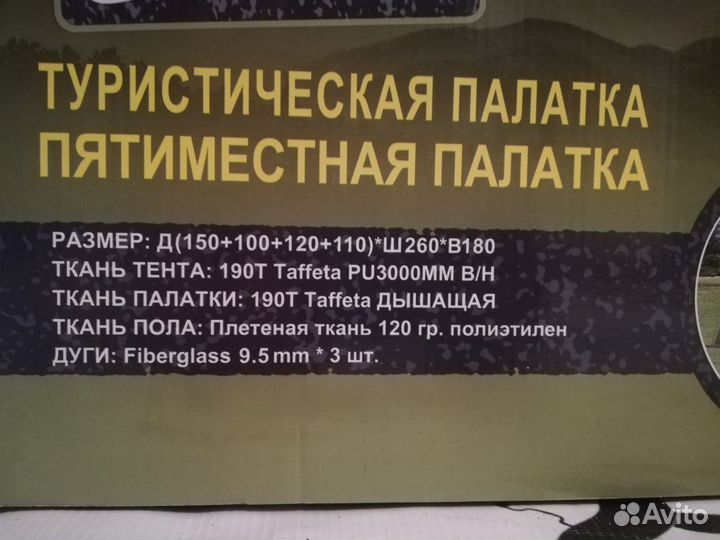 ТУРИСТИЧЕСКАЯ ПАЛАТКА
ПЯТИМЕСТНАЯ ПАЛАТКА
РАЗМЕР: Д(150+100+120+110)*Ш260*В180
ТКАНЬ ТЕНТА: 190T Taffeta PU3000MM В/Н
ТКАНЬ ПАЛАТКИ: 190T Taffeta ДЫШАЩАЯ
ТКАНЬ ПОЛА: Плетеная ткань 120 гр. полиэтилен
ДУГИ: Fiberglass 9.5mm * 3 шт.
Avito